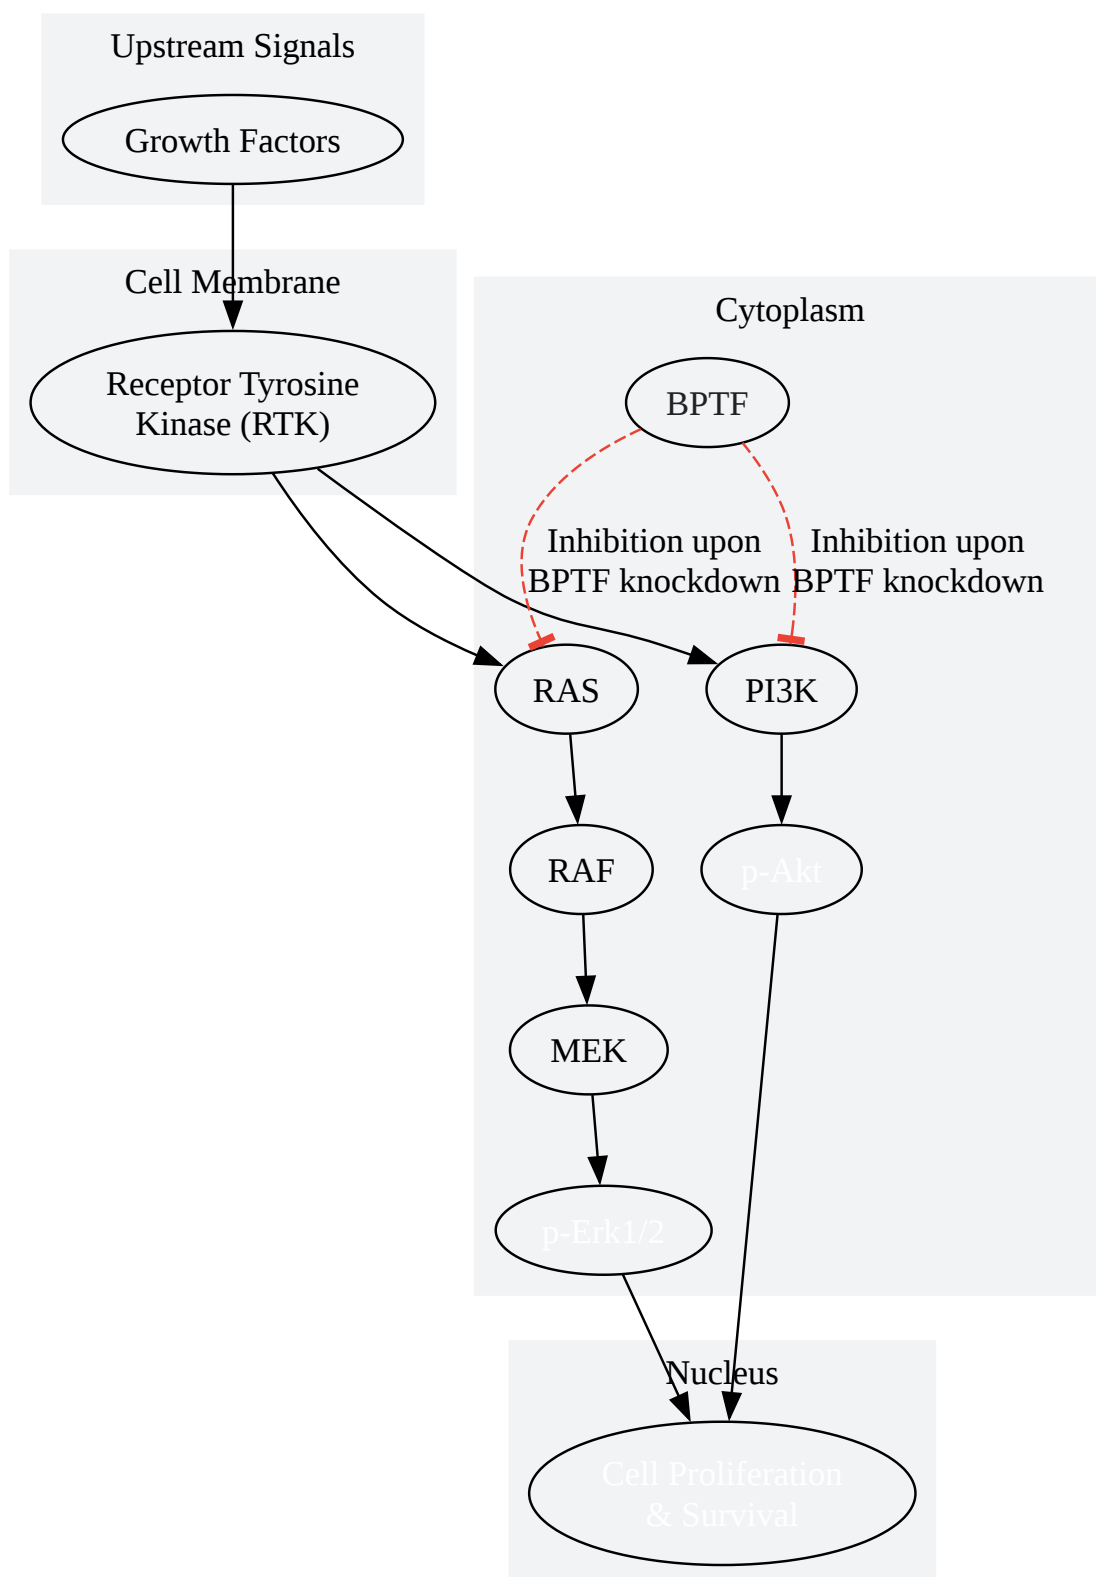 Upstream Signals
Growth Factors
Cell Membrane
Receptor Tyrosine
Kinase (RTK)
Cytoplasm
BPTF
Inhibition upon
BPTF knockdown
Inhibition upon
BPTF knockdown
RAS
PI3K
RAF
p-Akt
MEK
p-Erk1/2
Nucleus
Cell Proliferation
& Survival